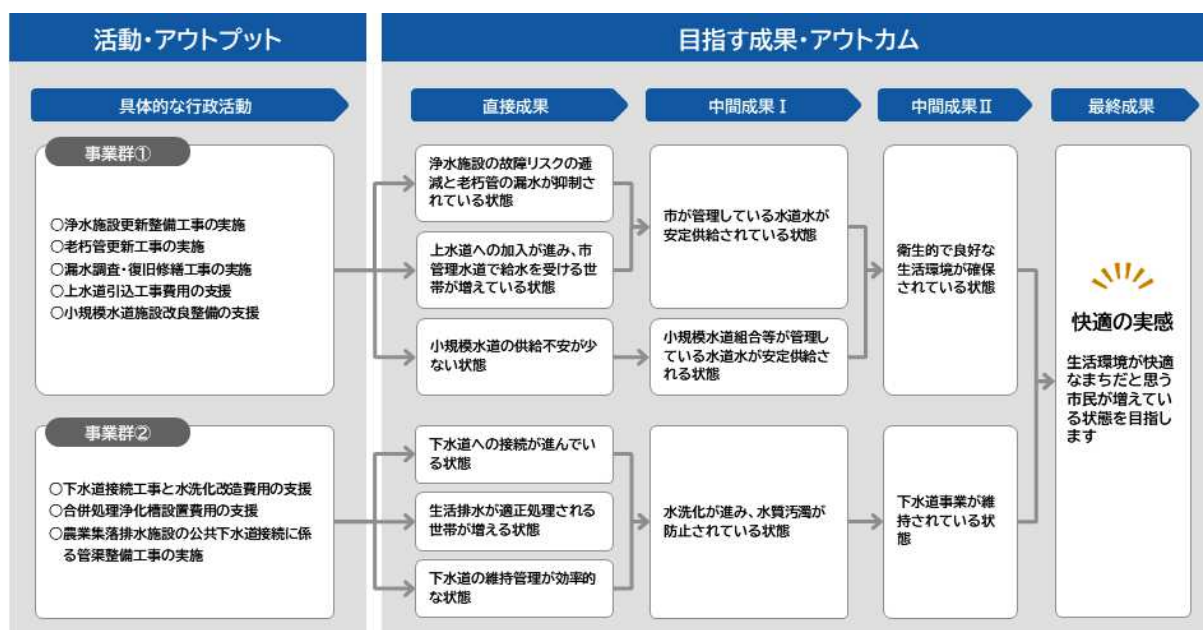 活動・アウトプット
目指す成果・アウトカム
具体的な行政活動
直接成果
中間成果Ⅰ
中間成果Ⅱ
最終成果
事業群①
○浄水施設更新整備工事の実施
○老朽管更新工事の実施
○漏水調査・復旧修繕工事の実施
○上水道引込工事費用の支援
○小規模水道施設改良整備の支援
浄水施設の故障リスクの逓
減と老朽管の漏水が抑制さ
れている状態
上水道への加入が進み、市
管理水道で給水を受ける世
帯が増えている状態
小規模水道の供給不安が少
ない状態
市が管理している水道水が
安定供給されている状態
小規模水道組合等が管理し
ている水道水が安定供給さ
れる状態
衛生的で良好な
生活環境が確保
されている状態
事業群②
○下水道接続工事と水洗化改造費用の支援
○合併処理浄化槽設置費用の支援
○農業集落排水施設の公共下水道接続に係
る管渠整備工事の実施
下水道への接続が進んでい
る状態
生活排水が適正処理される
世帯が増える状態
下水道の維持管理が効率的
な状態
水洗化が進み、水質汚濁が
防止されている状態
下水道事業が維
持されている状
態
快適の実感
生活環境が快適
なまちだと思う
市民が増えてい
る状態を目指し
ます